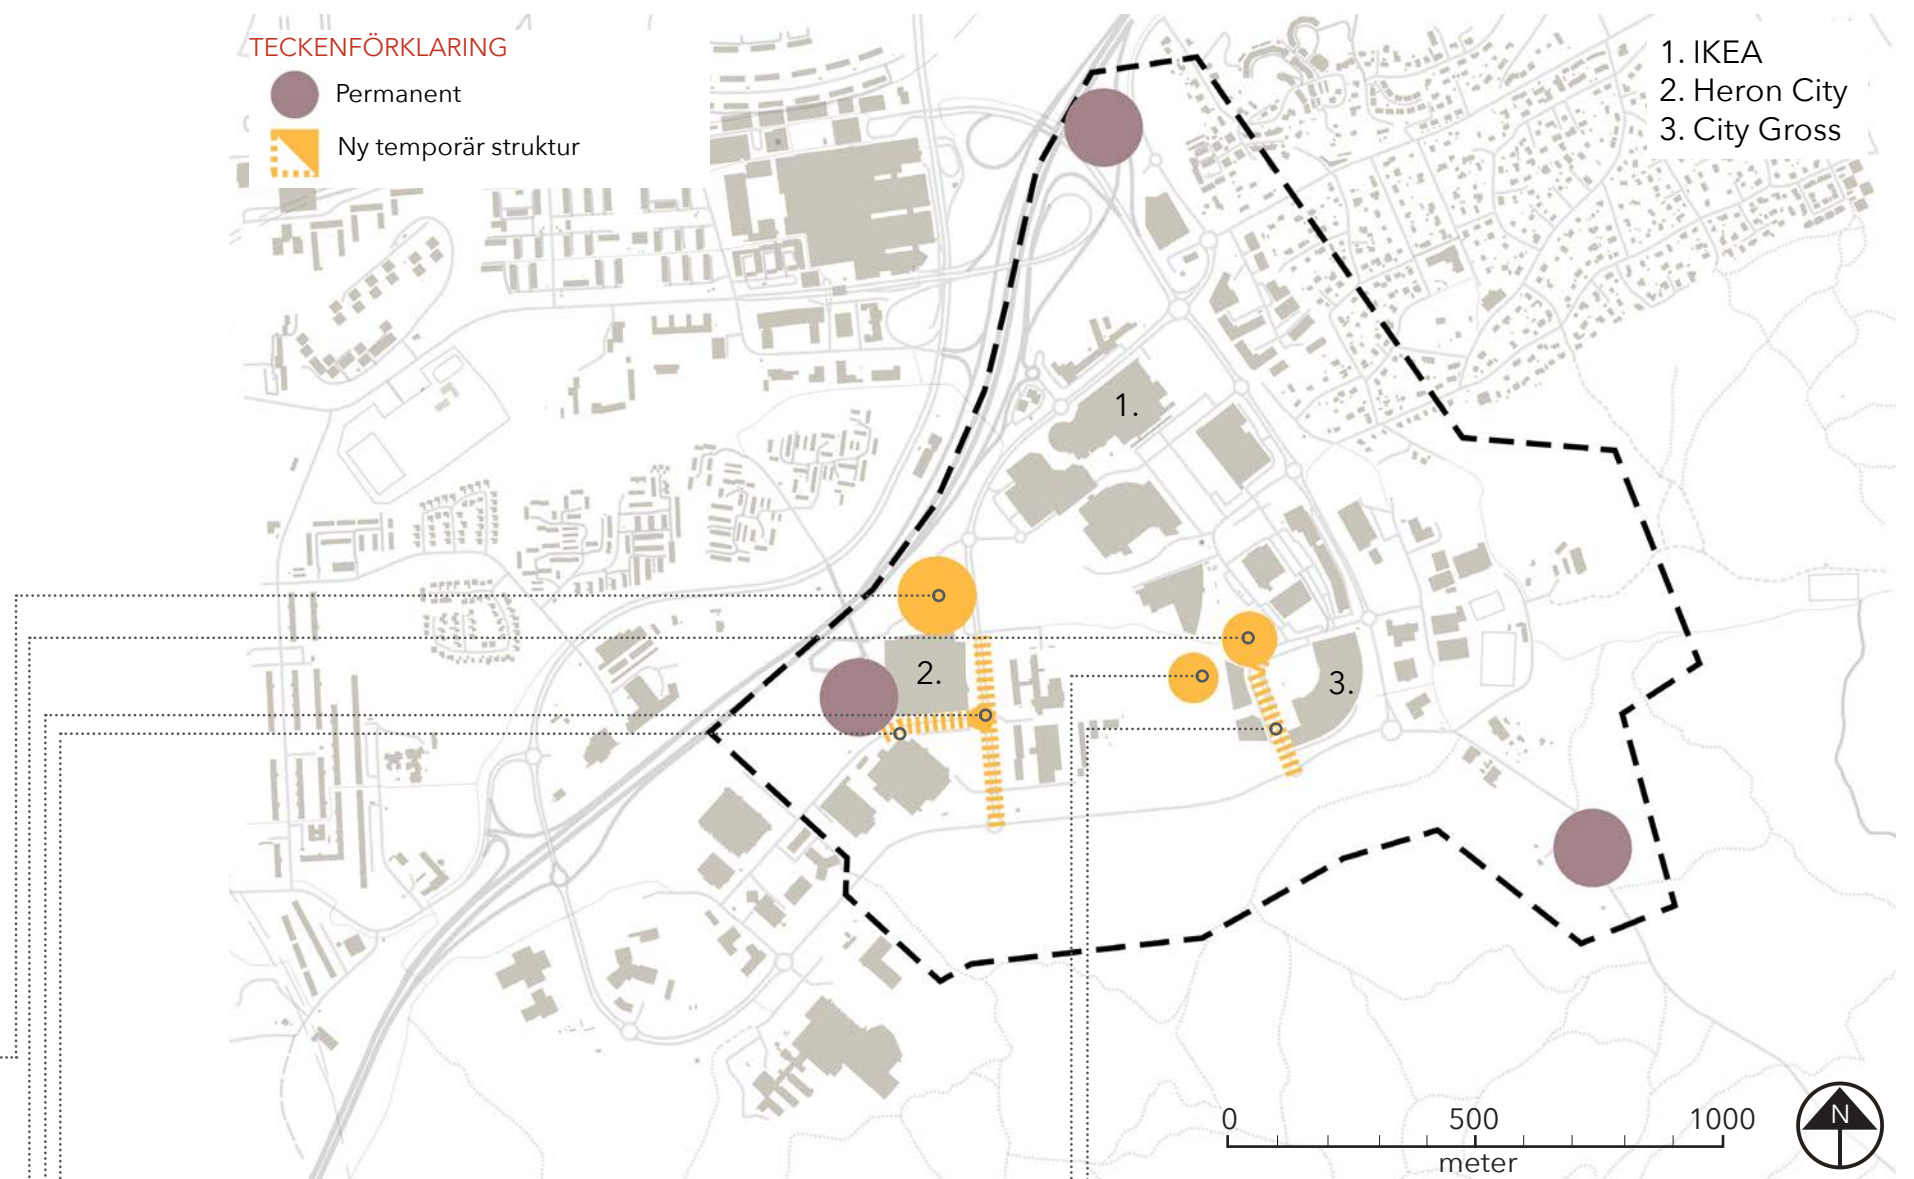 TECKENFÖRKLARING
Permanent
Ny temporär struktur
1. IKEA
2. Heron City
3. City Gross
1.
2.
3.
0 500 1000
meter
N